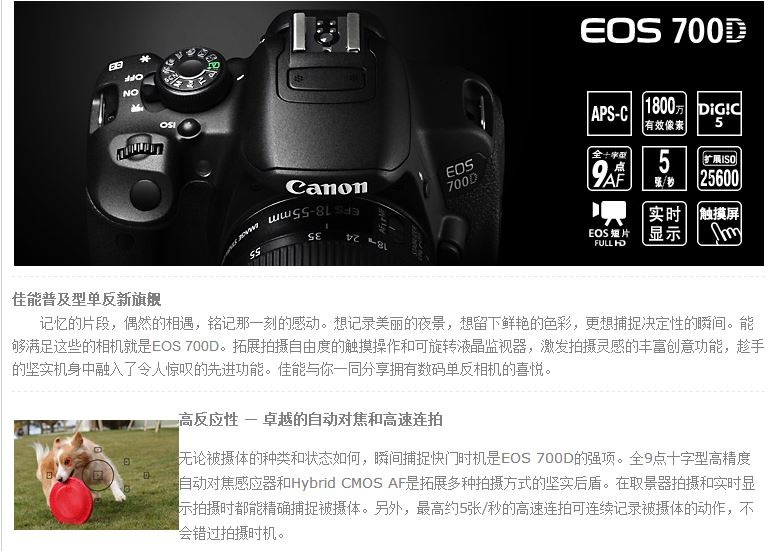 EOS 700D
APS-C
1800万
有效像素
DIGIC
5
全十字型
9点
AF
5
张/秒
扩展ISO
25600
EOS 短片
FULL HD
实时
显示
触摸屏
OFF
ON
ISO
EOS
700D
Canon
EFS 18-55mm
IMAGE STABILIZER
55
35
24
18
佳能普及型单反新旗舰
记忆的片段，偶然的相遇，铭记那一刻的感动。想记录美丽的夜景，想留下鲜艳的色彩，更想捕捉决定性的瞬间。能
够满足这些的相机就是EOS 700D。拓展拍摄自由度的触摸操作和可旋转液晶监视器，激发拍摄灵感的丰富创意功能，趁手
的坚实机身中融入了令人惊叹的先进功能。佳能与你一同分享拥有数码单反相机的喜悦。
高反应性 — 卓越的自动对焦和高速连拍
无论被摄体的种类和状态如何，瞬间捕捉快门时机是EOS 700D的强项。全9点十字型高精度
自动对焦感应器和Hybrid CMOS AF是拓展多种拍摄方式的坚实后盾。在取景器拍摄和实时显
示拍摄时都能精确捕捉被摄体。另外，最高约5张/秒的高速连拍可连续记录被摄体的动作，不
会错过拍摄时机。